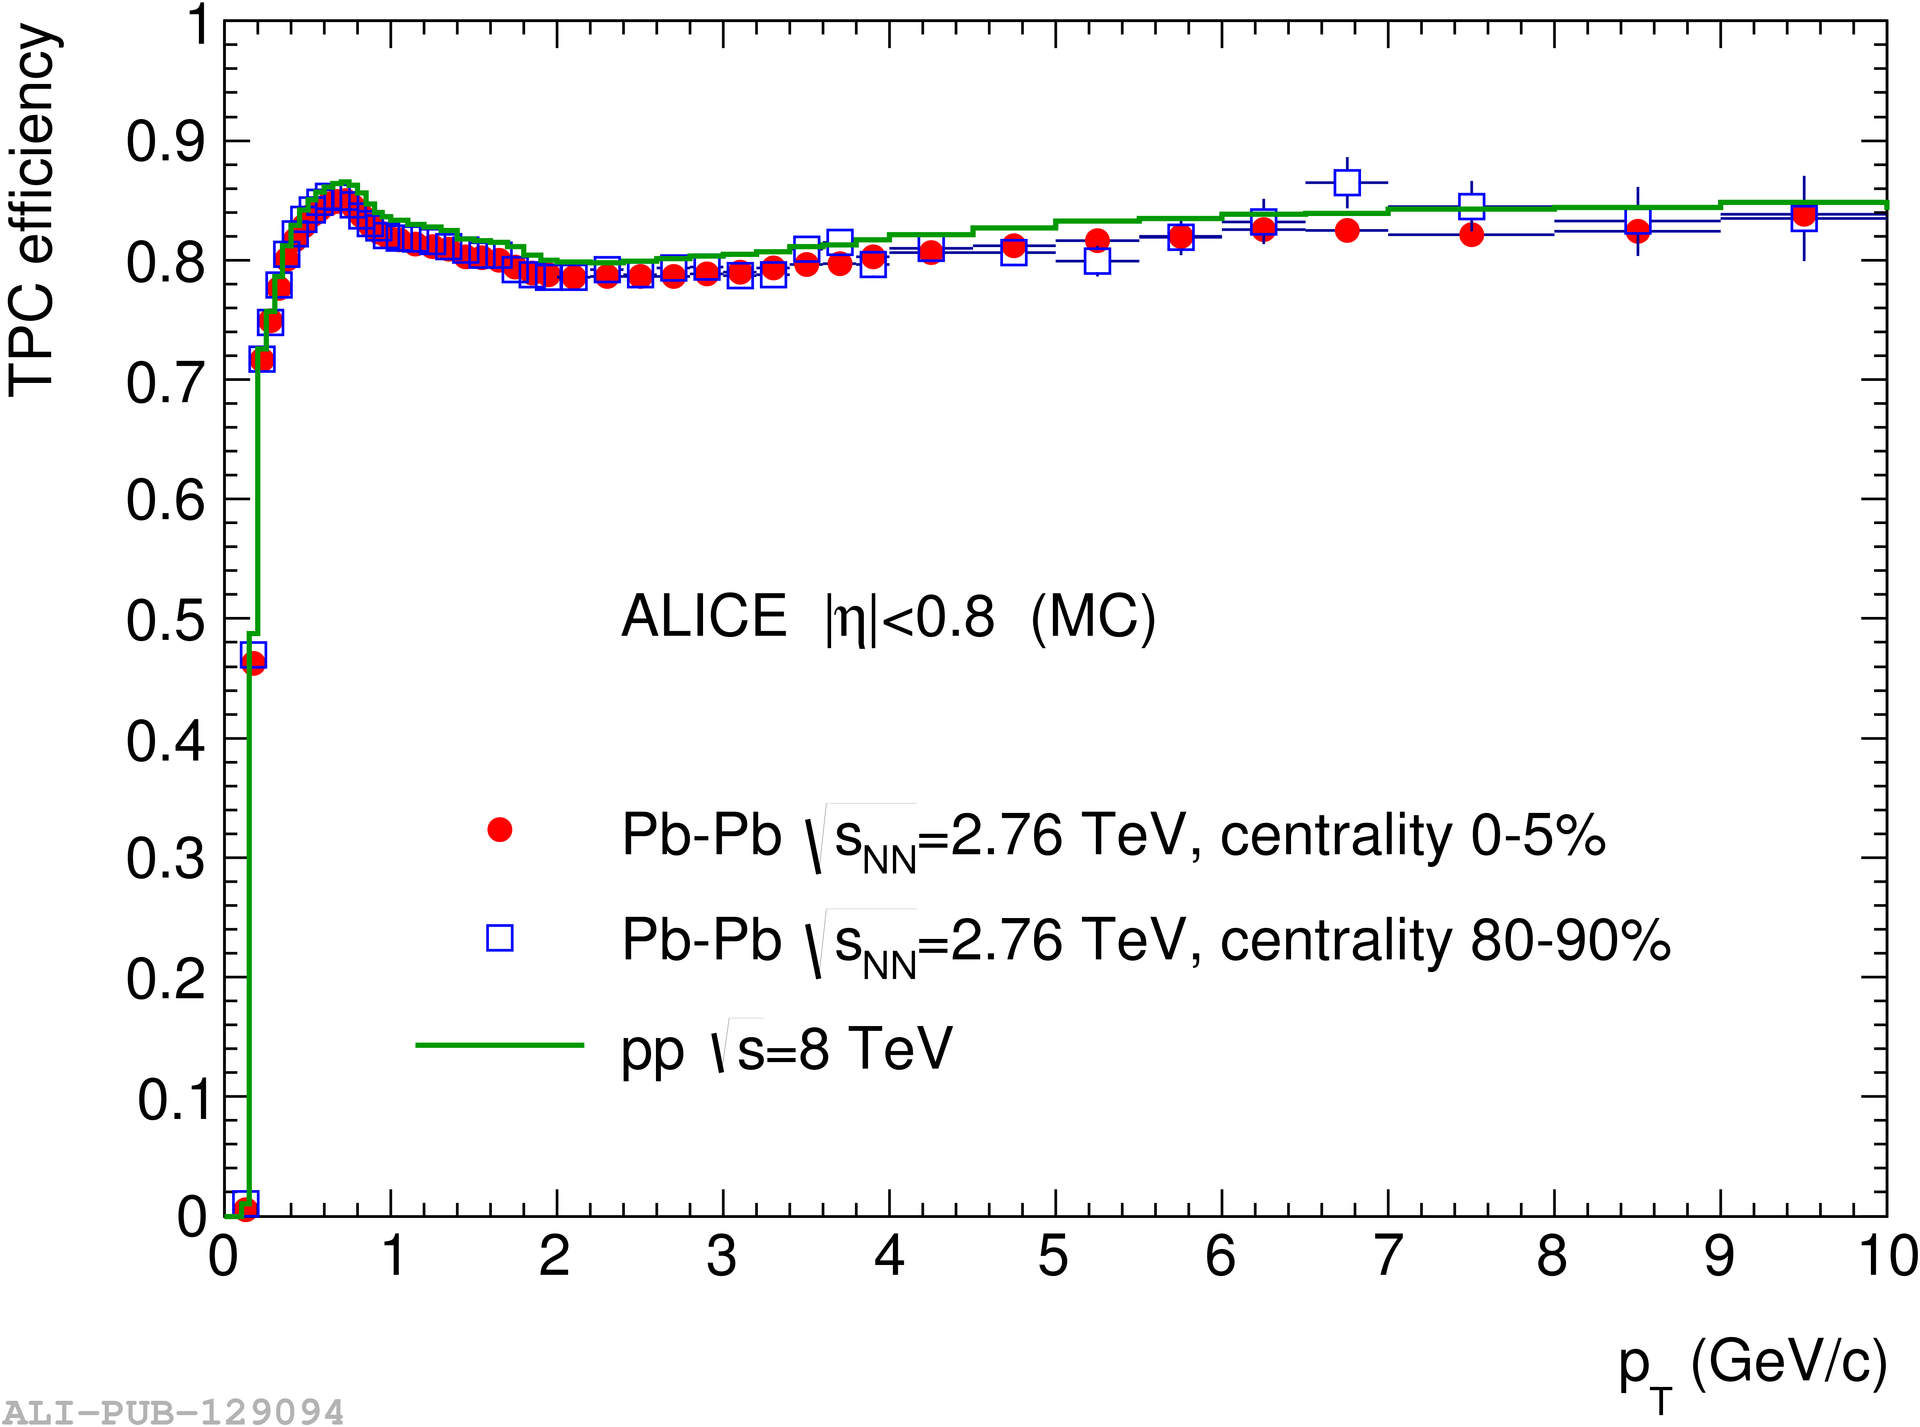 TPC efficiency
1
0.9
0.8
0.7
0.6
0.5
0.4
0.3
0.2
0.1
0
ALICE |η|<0.8 (MC)
Pb-Pb √sNN=2.76 TeV, centrality 0-5%
Pb-Pb √sNN=2.76 TeV, centrality 80-90%
pp √s=8 TeV
0 1 2 3 4 5 6 7 8 9 10
pT (GeV/c)
ALI-PUB-129094